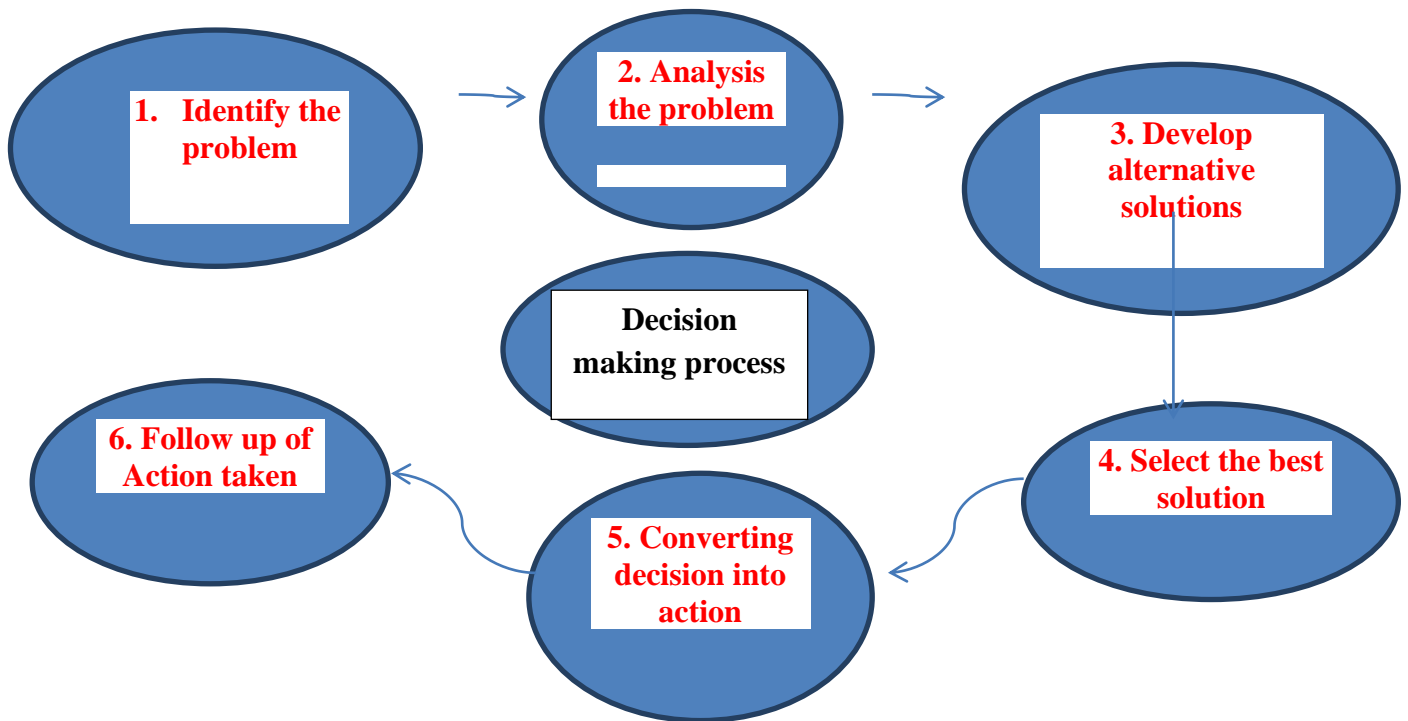 1. Identify the
problem
2. Analysis
the problem
3. Develop
alternative
solutions
Decision
making process
4. Select the best
solution
5. Converting
decision into
action
6. Follow up of
Action taken